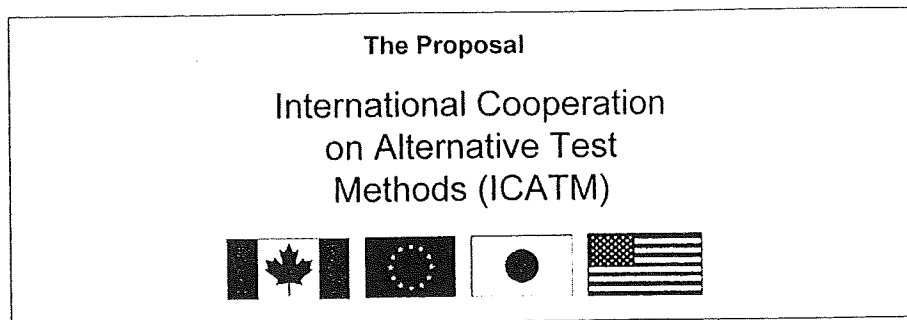 The Proposal
International Cooperation
on Alternative Test
Methods (ICATM)